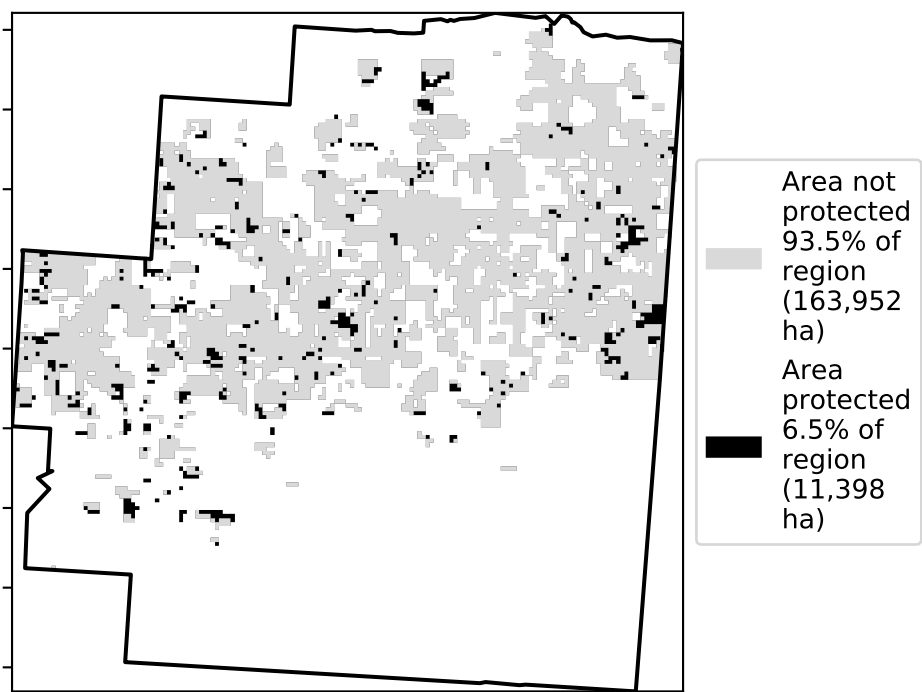 Area not
protected
93.5% of
region
(163,952
ha)
Area
protected
6.5% of
region
(11,398
ha)